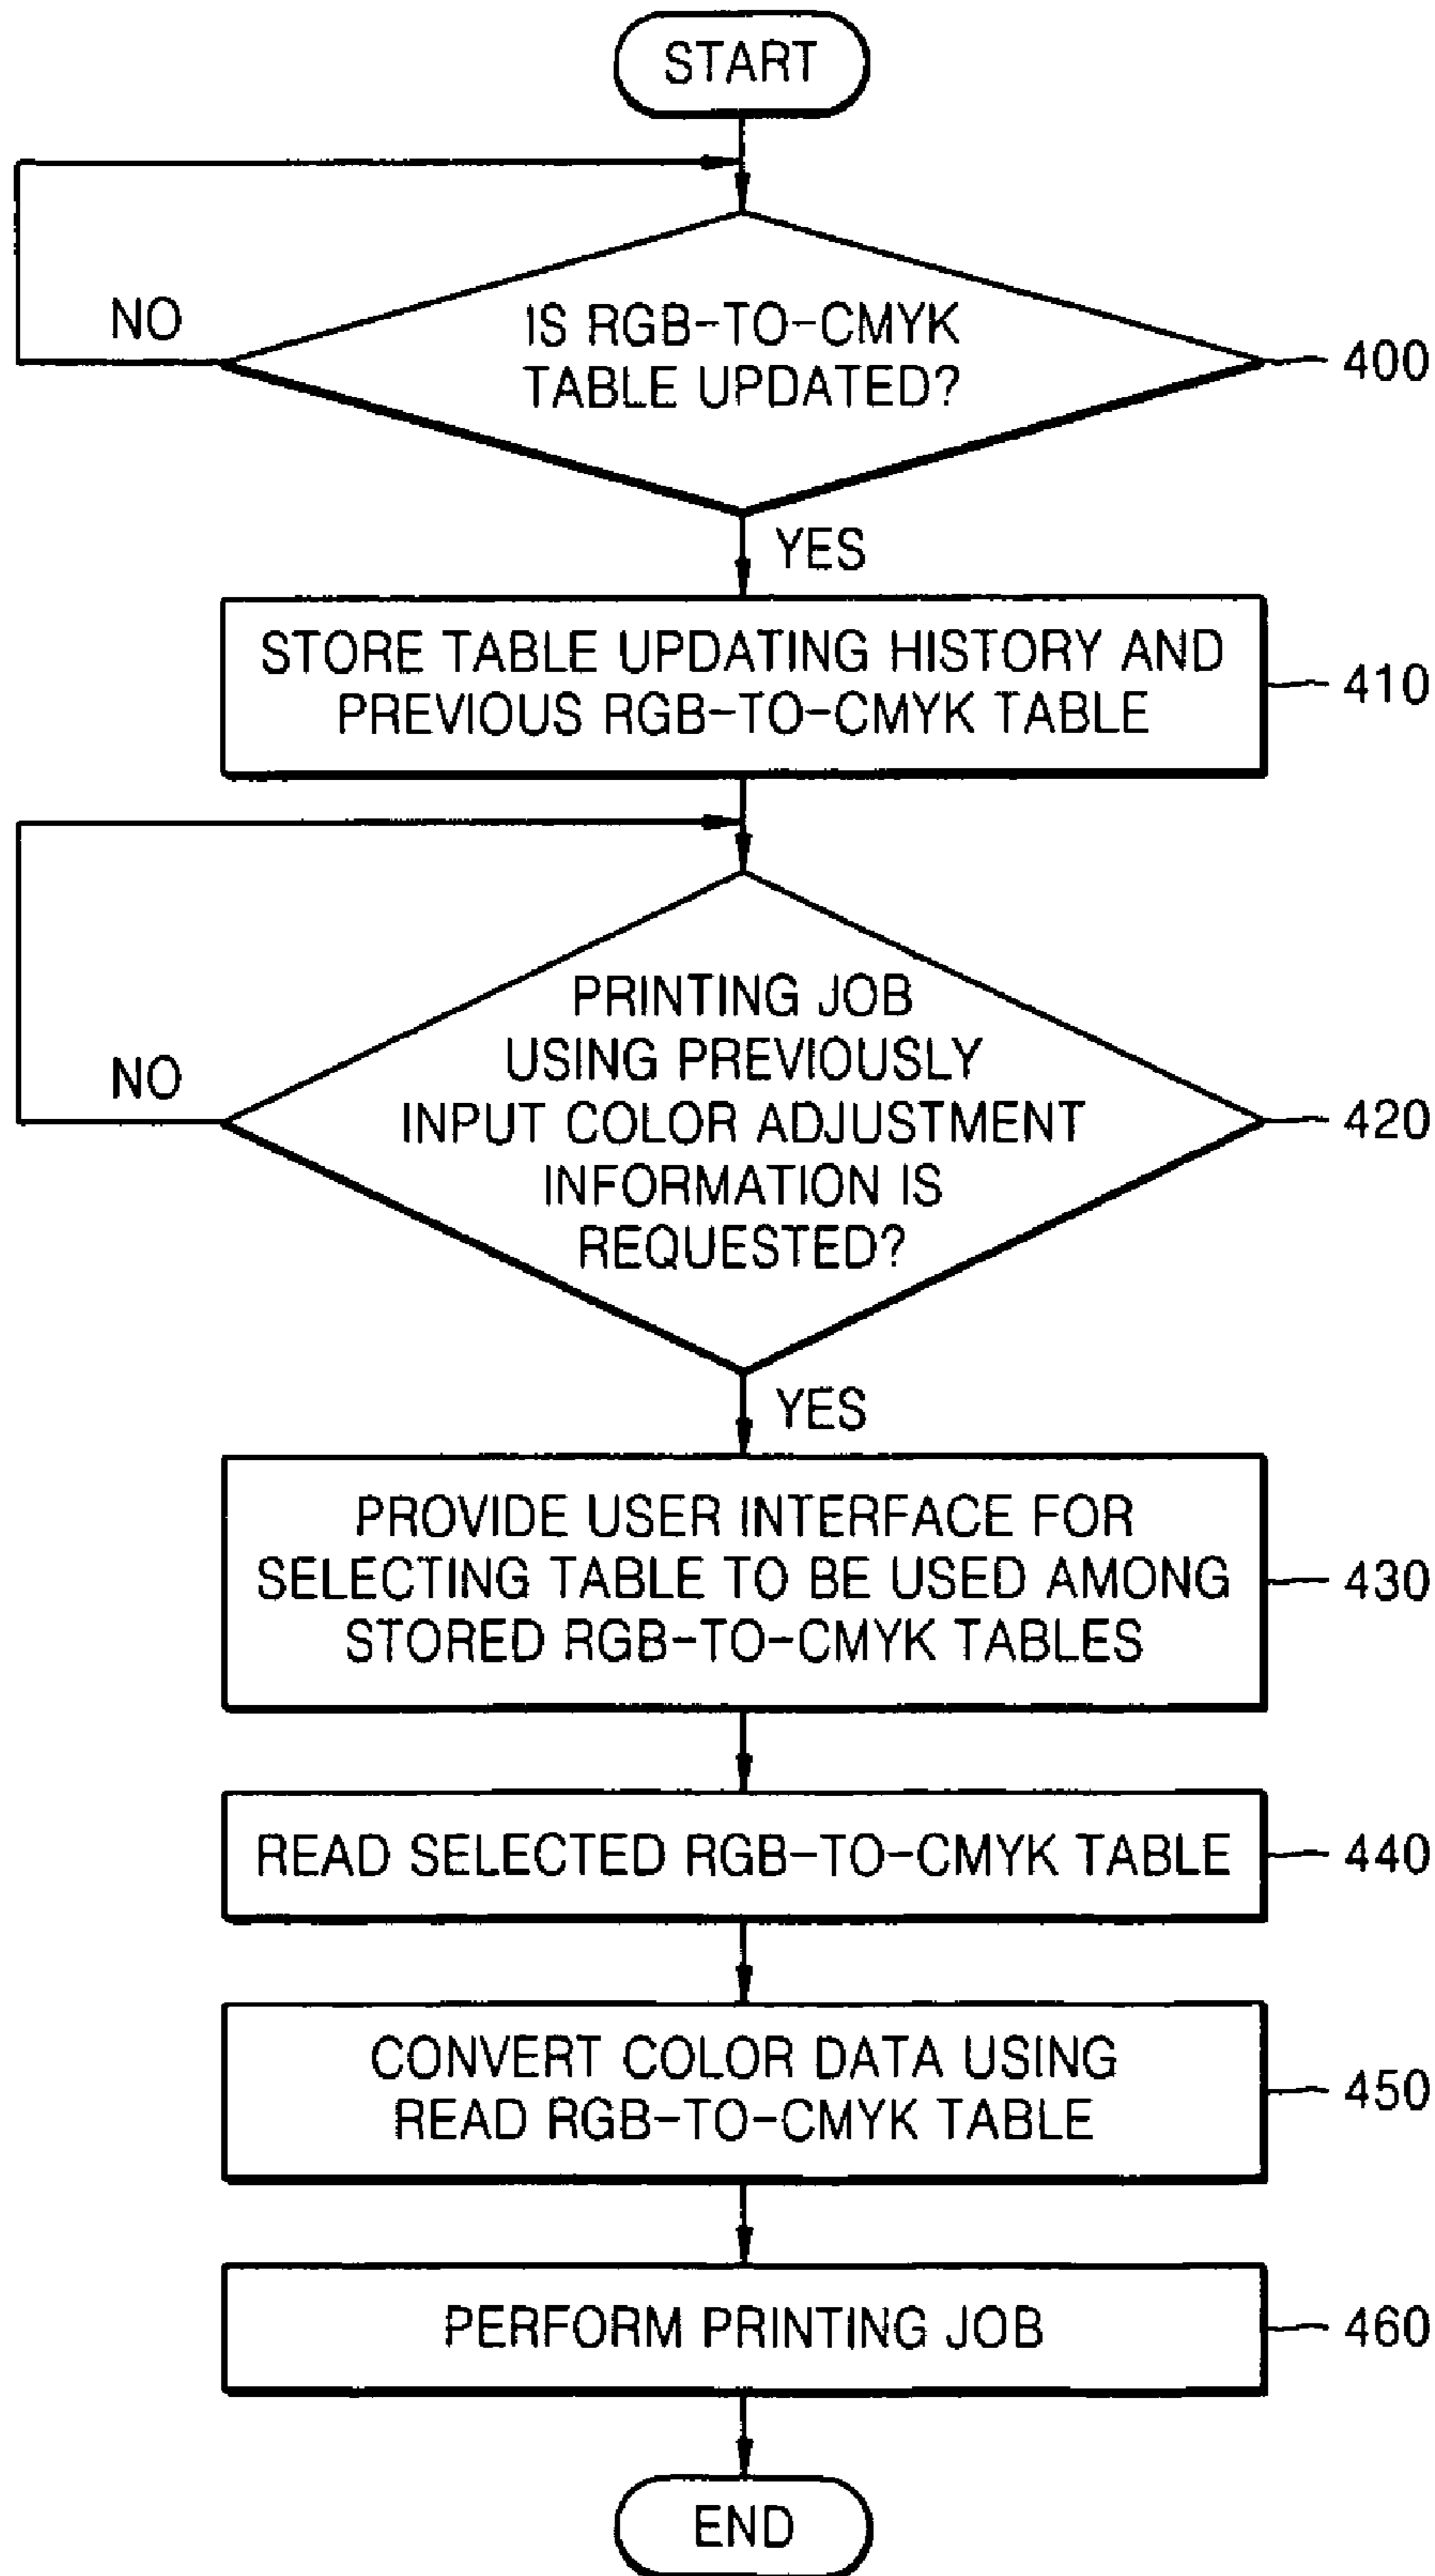 START
NO
IS RGB-TO-CMYK
TABLE UPDATED?
400
YES
STORE TABLE UPDATING HISTORY AND
PREVIOUS RGB-TO-CMYK TABLE
410
PRINTING JOB
USING PREVIOUSLY
INPUT COLOR ADJUSTMENT
INFORMATION IS
REQUESTED?
NO
420
YES
PROVIDE USER INTERFACE FOR
SELECTING TABLE TO BE USED AMONG
STORED RGB-TO-CMYK TABLES
430
READ SELECTED RGB-TO-CMYK TABLE
440
CONVERT COLOR DATA USING
READ RGB-TO-CMYK TABLE
450
PERFORM PRINTING JOB
460
END